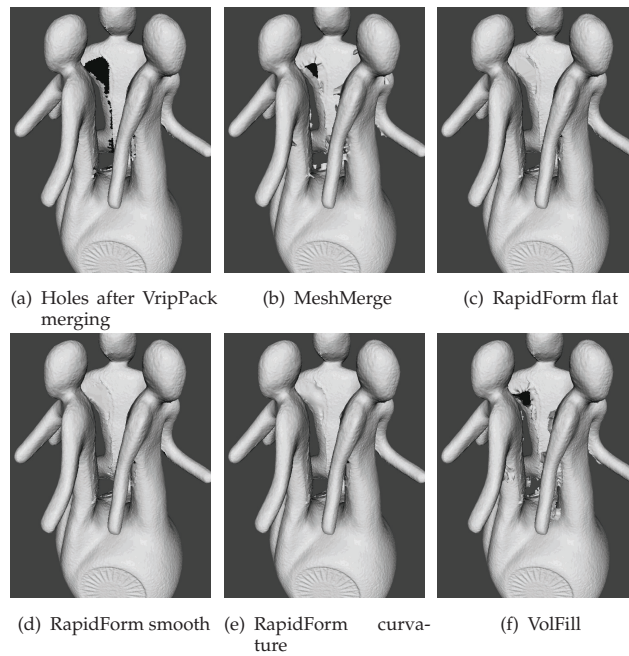 (a) Holes after VripPack merging
(b) MeshMerge
(c) RapidForm flat
(d) RapidForm smooth
(e) RapidForm curva-
ture
(f) VolFill